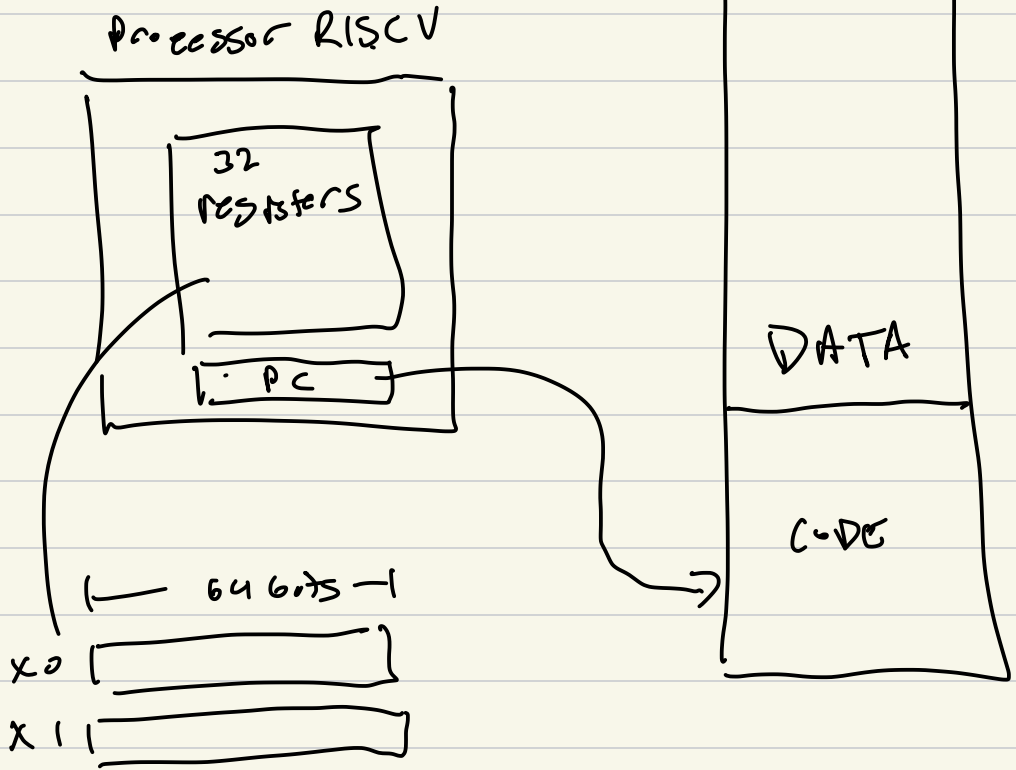 Processor RISCV
32
registers
PC
DATA
CODE
64 bits
x0
x1